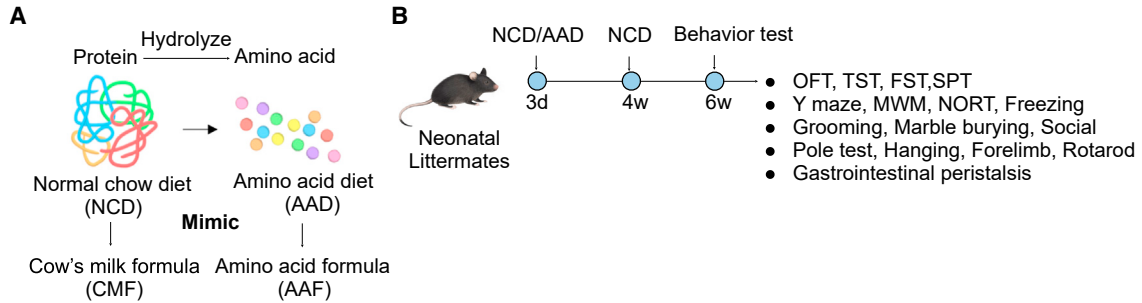 A
Hydrolyze
Protein
Amino acid
Normal chow diet
(NCD)
Amino acid diet
(AAD)
Mimic
Cow's milk formula
(CMF)
Amino acid formula
(AAF)
B
NCD/AAD
NCD
Behavior test
3d
4w
6w
Neonatal
Littermates
● OFT, TST, FST,SPT
● Y maze, MWM, NORT, Freezing
● Grooming, Marble burying, Social
● Pole test, Hanging, Forelimb, Rotarod
● Gastrointestinal peristalsis